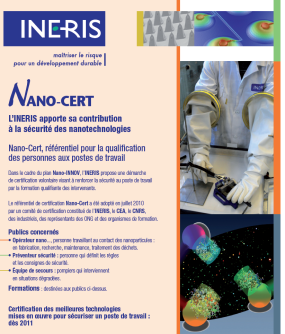 INERIS
maîtriser le risque
pour un développement durable
NANO-CERT
L'INERIS apporte sa contribution
à la sécurité des nanotechnologies
Nano-Cert, référentiel pour la qualification
des personnes aux postes de travail
Dans le cadre du plan Nano-INNOV, l'INERIS propose une démarche
de certification volontaire visant à renforcer la sécurité au poste de travail
par la formation qualifiante des intervenants.
Le référentiel de certification Nano-Cert a été adopté en juillet 2010
par un comité de certification constitué de l'INERIS, le CEA, le CNRS,
des industriels, des représentants des ONG et des organismes de formation.
Publics concernés
• Opérateur nano..., personne travaillant au contact des nanoparticules :
en fabrication, recherche, maintenance, traitement des déchets.
• Préventeur sécurité : personne qui définit les règles
et les consignes de sécurité.
• Équipe de secours : pompiers qui interviennent
en situations dégradées.
Formations : destinées aux publics ci-dessus.
Certification des meilleures technologies
mises en œuvre pour sécuriser un poste de travail :
dès 2011